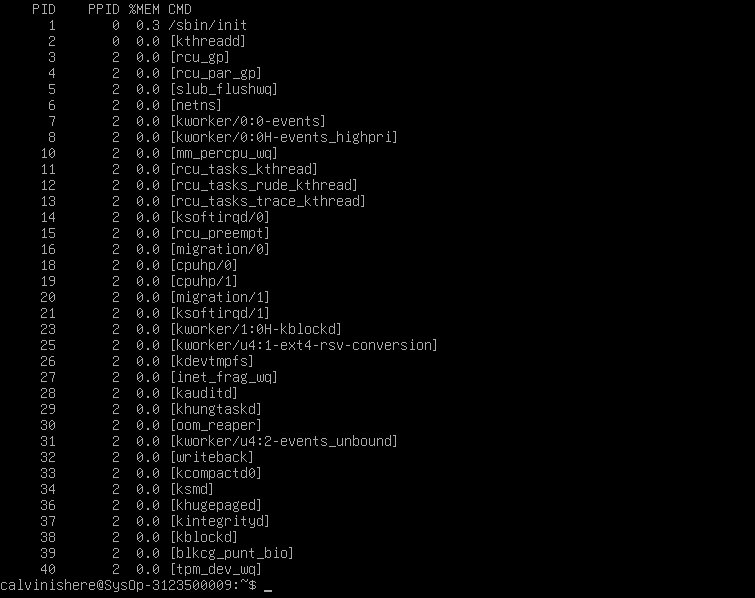 PID PPID %MEM CMD
1 0 0.3 /sbin/init
2 0 0.0 [kthreadd]
3 2 0.0 [rcu_gp]
4 2 0.0 [rcu_par_gp]
5 2 0.0 [slub_flushwq]
6 2 0.0 [netns]
7 2 0.0 [kworker/0:0-events]
8 2 0.0 [kworker/0:0H-events_highpri]
10 2 0.0 [mm_percpu_wq]
11 2 0.0 [rcu_tasks_kthread]
12 2 0.0 [rcu_tasks_rude_kthread]
13 2 0.0 [rcu_tasks_trace_kthread]
14 2 0.0 [ksoftirqd/0]
15 2 0.0 [rcu_preempt]
16 2 0.0 [migration/0]
18 2 0.0 [cpuhp/0]
19 2 0.0 [cpuhp/1]
20 2 0.0 [migration/1]
21 2 0.0 [ksoftirqd/1]
23 2 0.0 [kworker/1:0H-kblockd]
25 2 0.0 [kworker/u4:1-ext4-rsv-conversion]
26 2 0.0 [kdevtmpfs]
27 2 0.0 [inet_frag_wq]
28 2 0.0 [kauditd]
29 2 0.0 [khungtaskd]
30 2 0.0 [oom_reaper]
31 2 0.0 [kworker/u4:2-events_unbound]
32 2 0.0 [writeback]
33 2 0.0 [kcompactd0]
34 2 0.0 [ksmd]
36 2 0.0 [khugepaged]
37 2 0.0 [kintegrityd]
38 2 0.0 [kblockd]
39 2 0.0 [blkcg_punt_bio]
40 2 0.0 [tpm_dev_wq]
calvinishere@SysOp-3123500009:~$ _